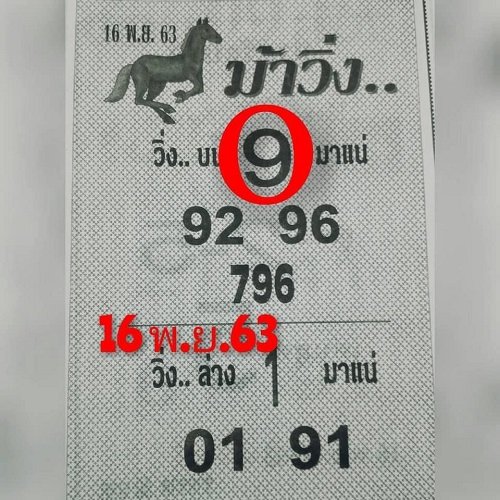 16 พ.ย. 63
ม้าวิ่ง..
วิ่ง.. บน 9 มาแน่
92 96
796
16 พ.ย.63
วิ่ง.. ล่าง 1 มาแน่
01 91